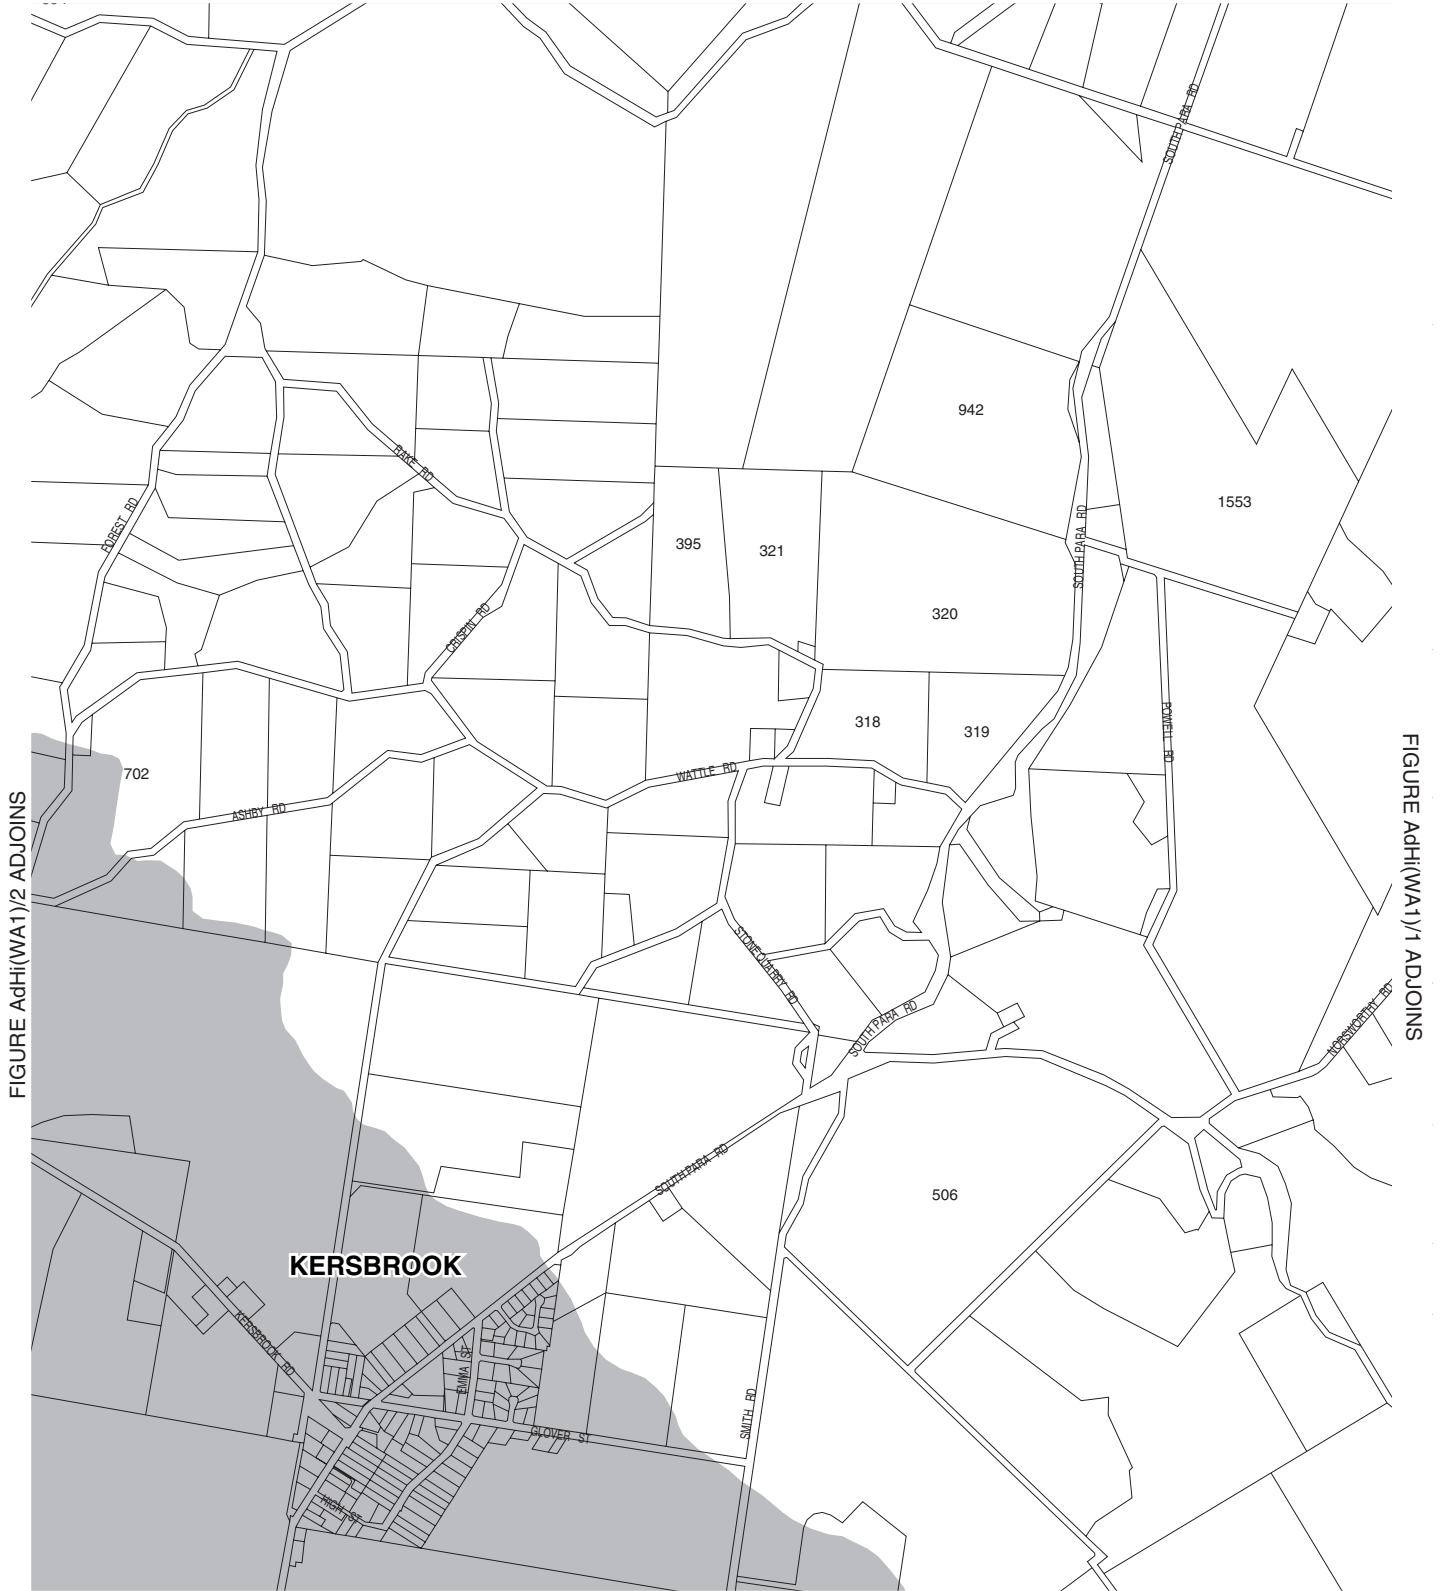 SOUTH PARA RD
942
RAKE RD
1553
FOREST RD
395
321
SOUTH PARA RD
320
CRISPIN RD
318
319
POWELL RD
702
WATTLE RD
ASHBY RD
FIGURE AdHi(WA1)/2 ADJOINS
FIGURE AdHi(WA1)/1 ADJOINS
STONEQUARRY RD
SOUTH PARA RD
NORSWORTHY RD
SOUTH PARA RD
506
KERSBROOK
KERSBROOK RD
EMMA ST
SMITH RD
GLOVER ST
HIGH ST